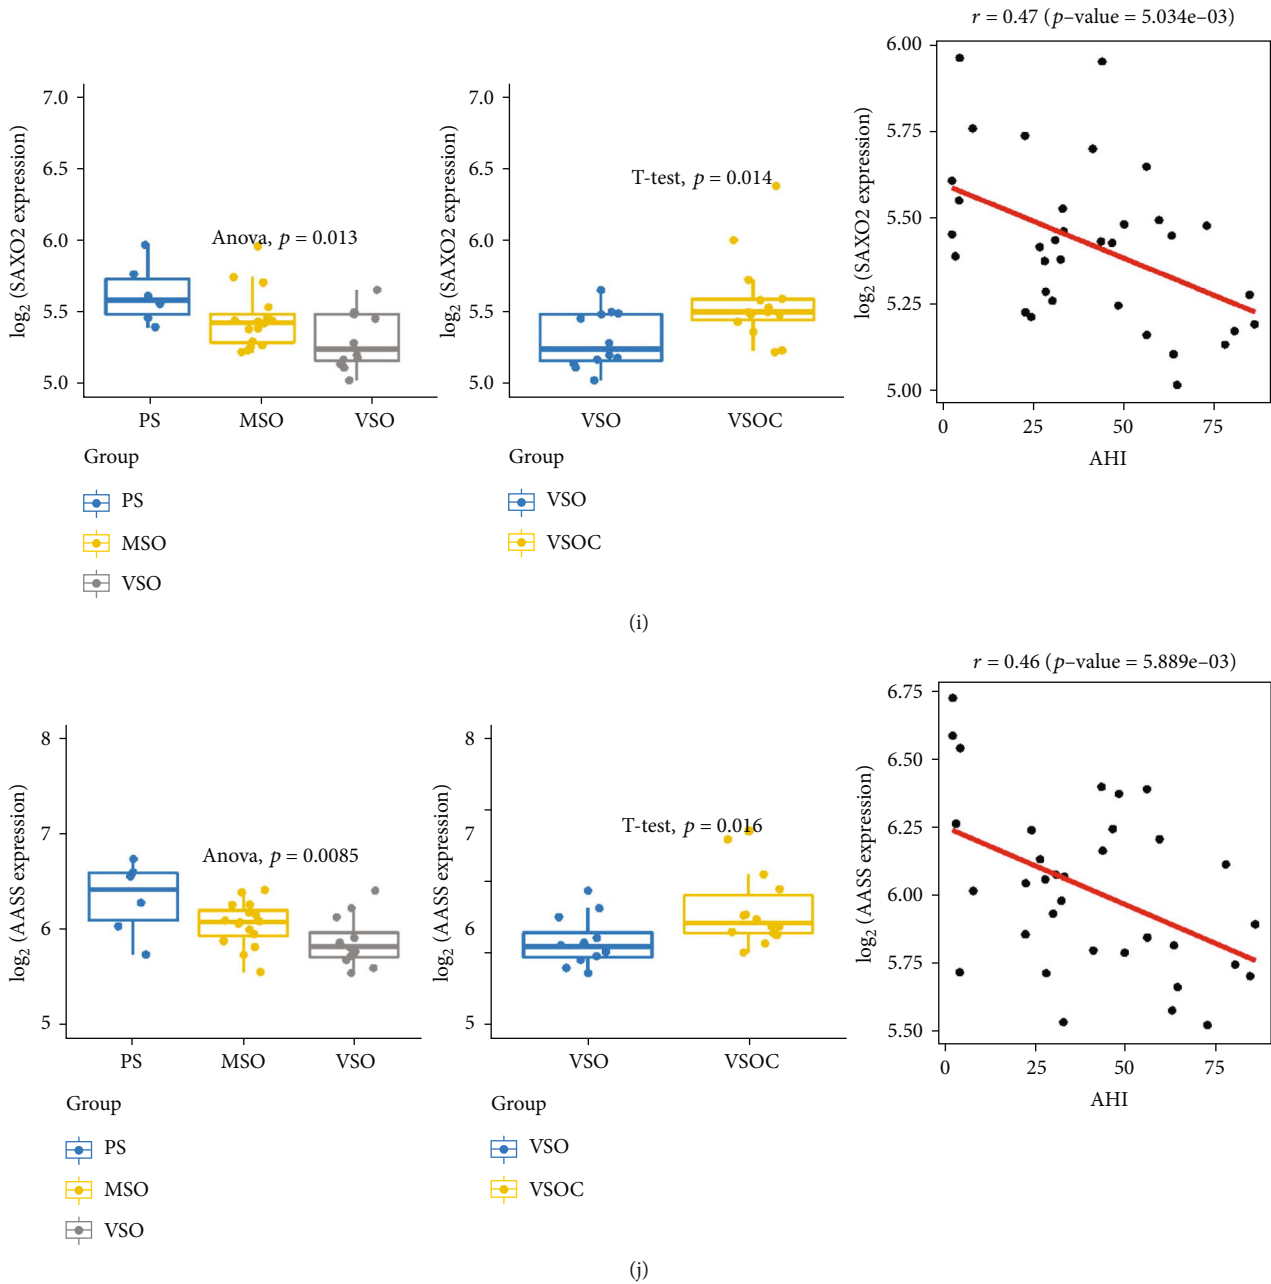 log2 (SAXO2 expression)
7.0
6.5
6.0
5.5
5.0
Anova, p = 0.013
PS MSO VSO
Group
PS
MSO
VSO
log2 (SAXO2 expression)
7.0
6.5
6.0
5.5
5.0
T-test, p = 0.014
VSO VSOC
Group
VSO
VSOC
r = 0.47 (p–value = 5.034e–03)
log2 (SAXO2 expression)
6.00
5.75
5.50
5.25
5.00
0 25 50 75
AHI
(i)
log2 (AASS expression)
8
7
6
5
Anova, p = 0.0085
PS MSO VSO
Group
PS
MSO
VSO
log2 (AASS expression)
8
7
6
5
T-test, p = 0.016
VSO VSOC
Group
VSO
VSOC
r = 0.46 (p–value = 5.889e–03)
log2 (AASS expression)
6.75
6.50
6.25
6.00
5.75
5.50
0 25 50 75
AHI
(j)